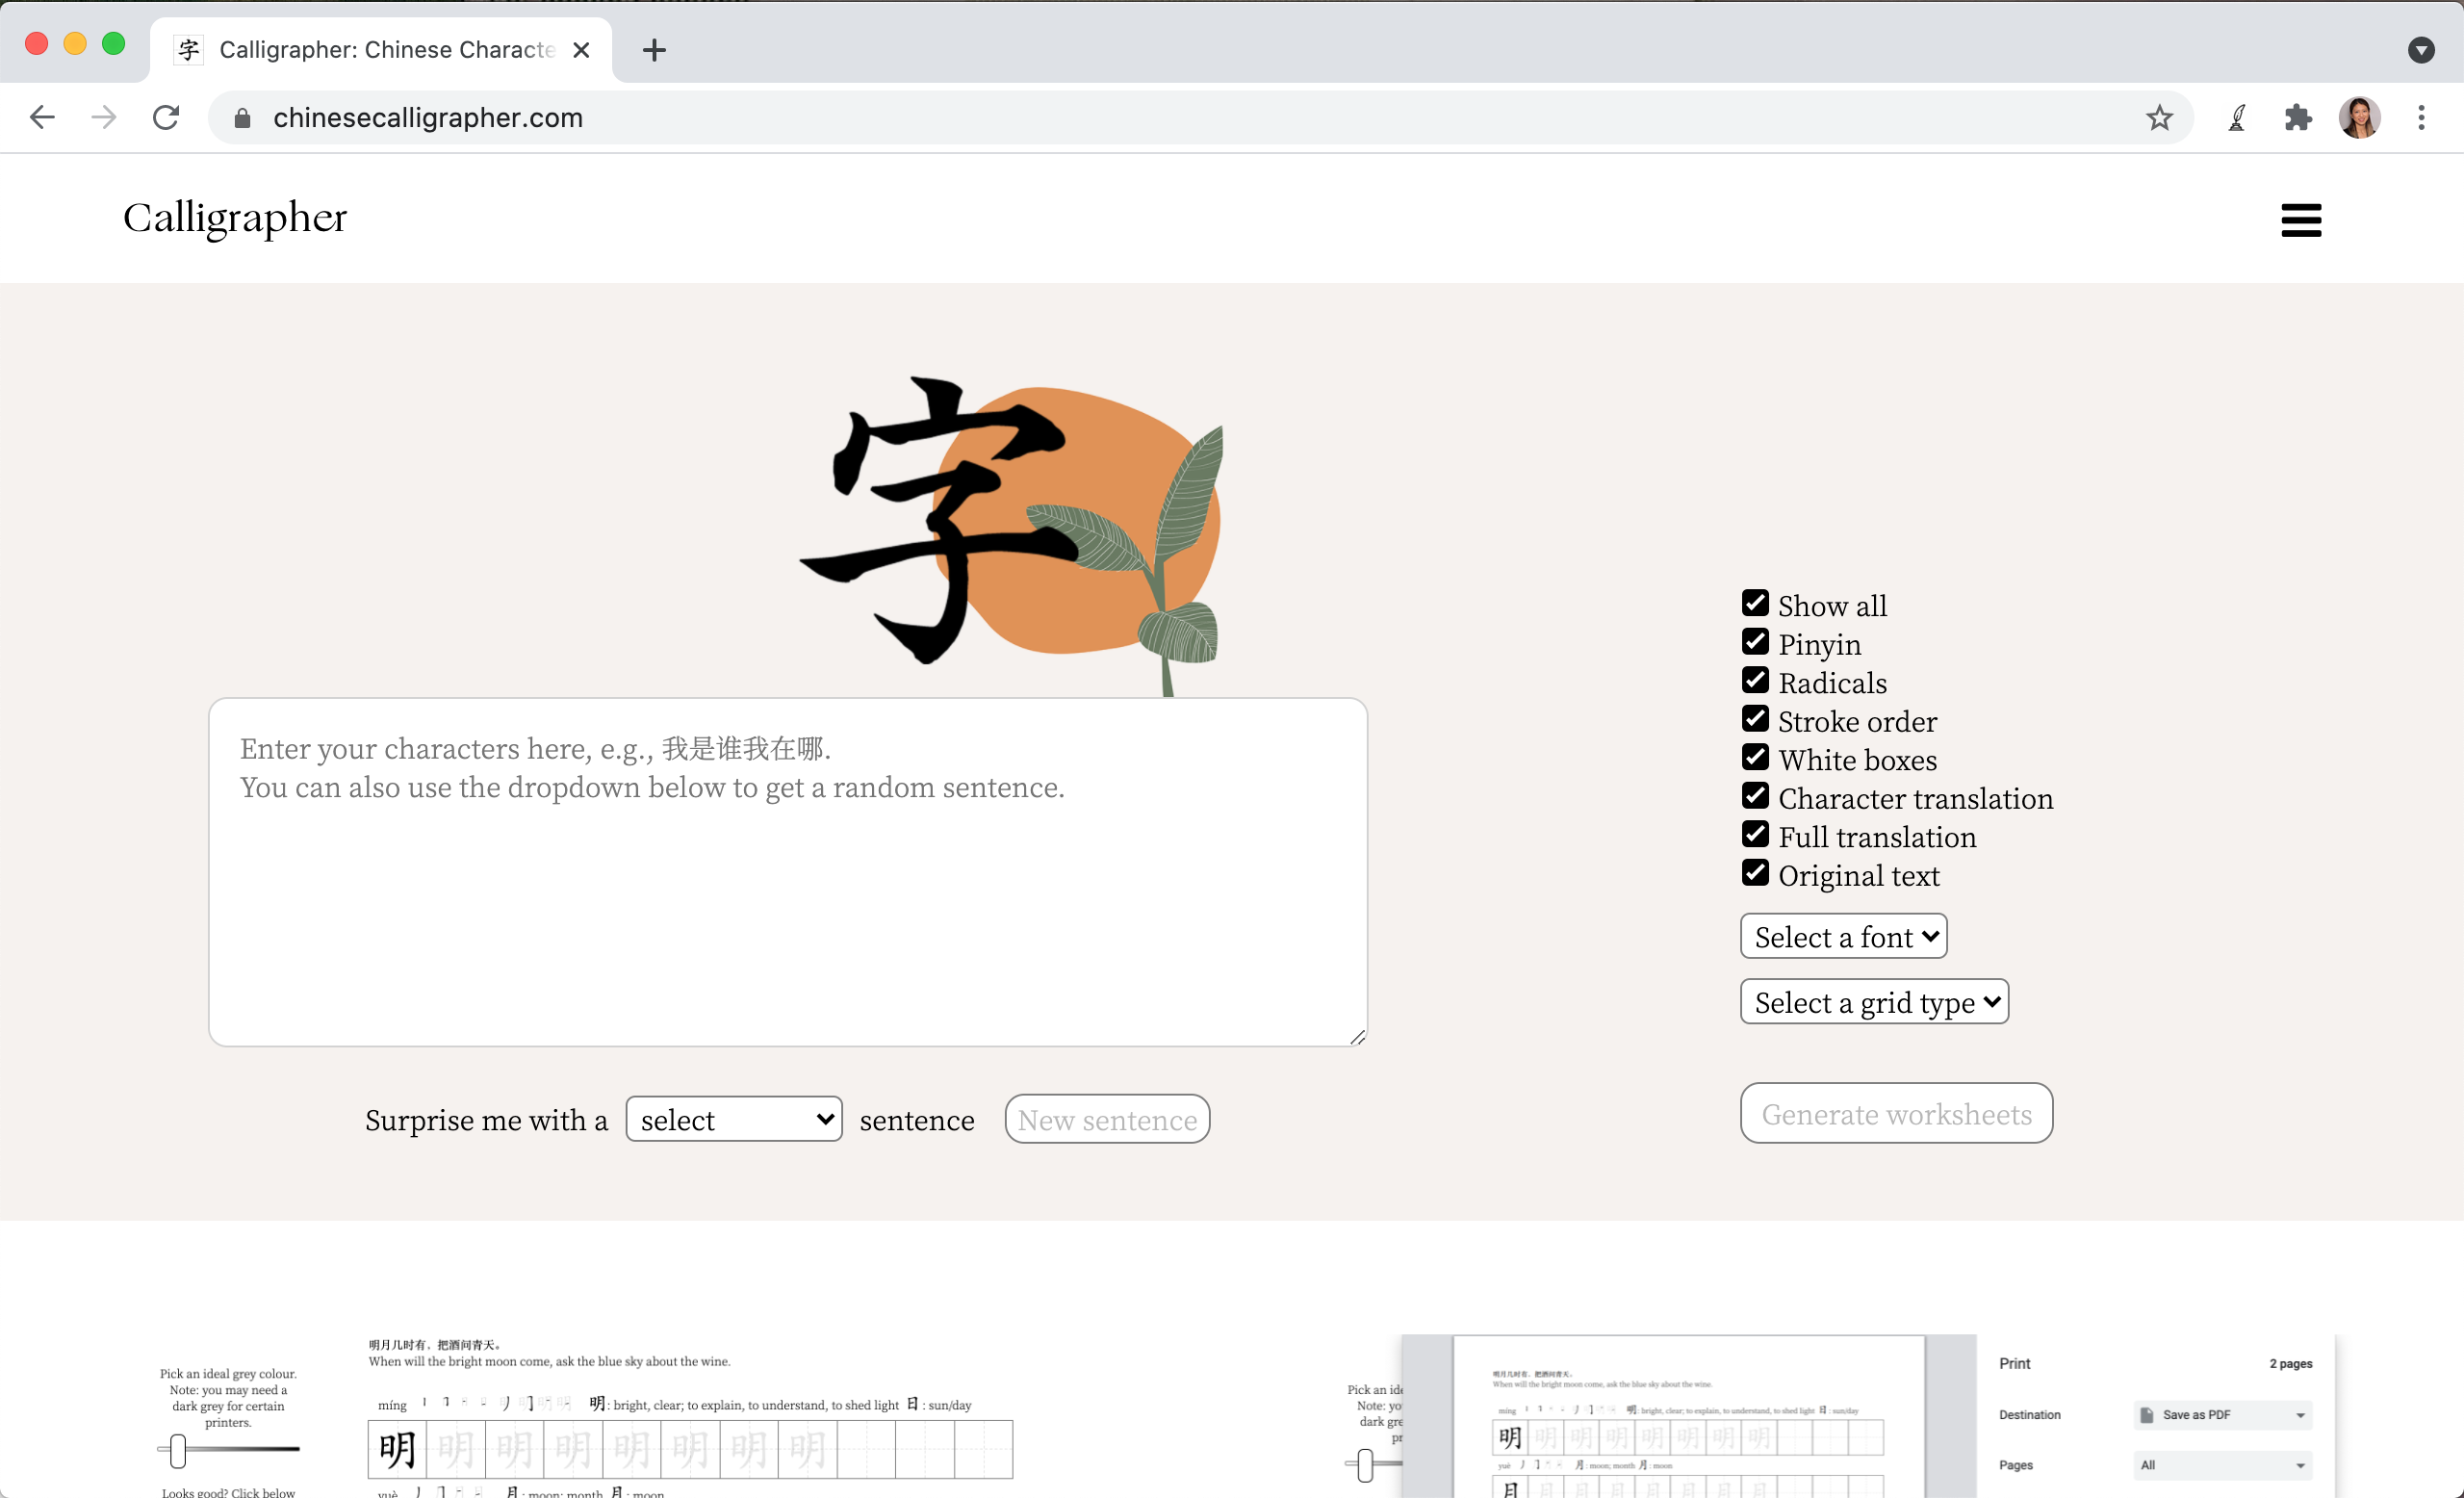 字 Calligrapher: Chinese Characte
chinesecalligrapher.com
Calligrapher
字
Enter your characters here, e.g., 我是谁我在哪.
You can also use the dropdown below to get a random sentence.
Show all
Pinyin
Radicals
Stroke order
White boxes
Character translation
Full translation
Original text
Select a font
Select a grid type
Surprise me with a select sentence New sentence
Generate worksheets
Pick an ideal grey colour.
Note: you may need a
dark grey for certain
printers.
Looks good? Click below
明月几时有，把酒问青天。
When will the bright moon come, ask the blue sky about the wine.
míng 明: bright, clear; to explain, to understand, to shed light 日: sun/day
明 明 明 明 明 明 明 明
yuè 月: moon; month 月: moon
Pick an ide
Note: yo
dark gre
pr
明月几时有，把酒问青天。
When will the bright moon come, ask the blue sky about the wine.
míng 明: bright, clear; to explain, to understand, to shed light 日: sun/day
明 明 明 明 明 明 明 明
yuè 月: moon; month 月: moon
月 月 月 月 月 月 月 月
Print 2 pages
Destination Save as PDF
Pages All